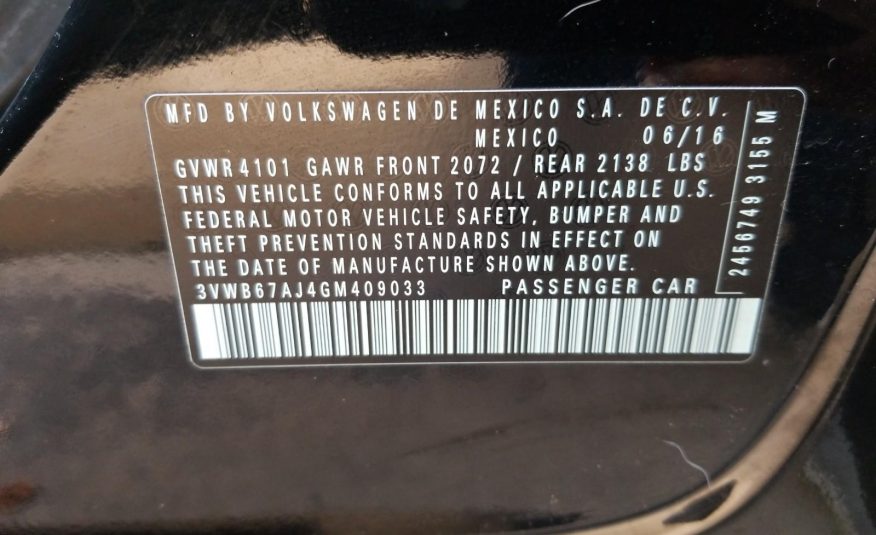 MFD BY VOLKSWAGEN DE MEXICO S.A. DE C.V.
MEXICO 06/16
GVWR 4101 GAWR FRONT 2072 / REAR 2138 LBS
THIS VEHICLE CONFORMS TO ALL APPLICABLE U.S.
FEDERAL MOTOR VEHICLE SAFETY, BUMPER AND
THEFT PREVENTION STANDARDS IN EFFECT ON
THE DATE OF MANUFACTURE SHOWN ABOVE.
3VWB67AJ4GM409033 PASSENGER CAR
2456749 3155 M